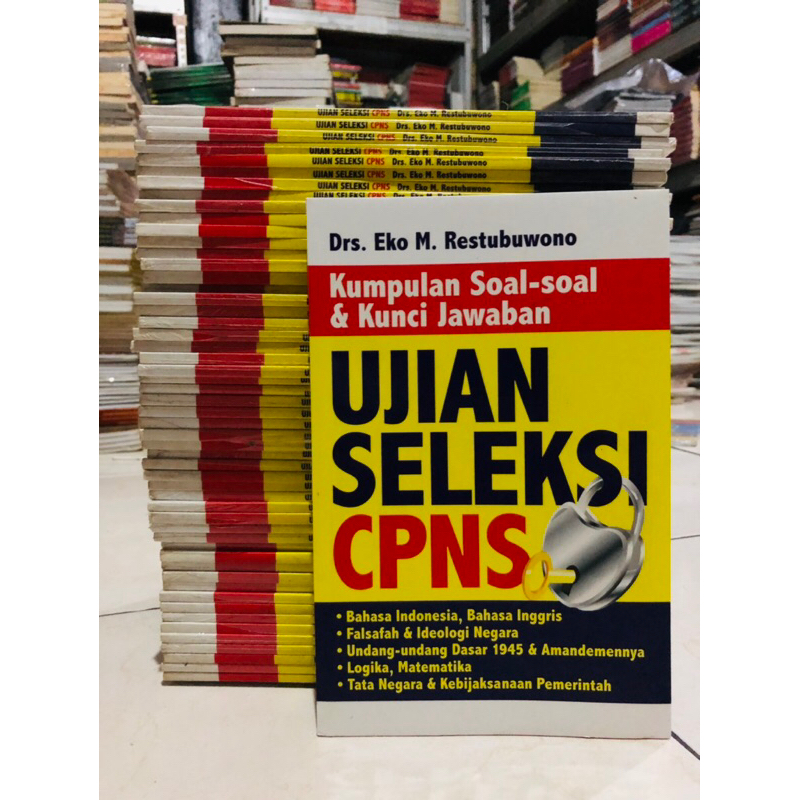 UJIAN SELEKSI CPNS Drs. Eko M. Restubuwono
UJIAN SELEKSI CPNS Drs. Eko M. Restubuwono
UJIAN SELEKSI CPNS Drs. Eko M. Restubuwono
UJIAN SELEKSI CPNS Drs. Eko M. Restubuwono
UJIAN SELEKSI CPNS Drs. Eko M. Restubuwono
UJIAN SELEKSI CPNS Drs. Eko M. Restubuwono
UJIAN SELEKSI CPNS Drs. Eko M. Restubuwono
Drs. Eko M. Restubuwono
Kumpulan Soal-soal
& Kunci Jawaban
UJIAN
SELEKSI
CPNS
• Bahasa Indonesia, Bahasa Inggris
• Falsafah & Ideologi Negara
• Undang-undang Dasar 1945 & Amandemennya
• Logika, Matematika
• Tata Negara & Kebijaksanaan Pemerintah